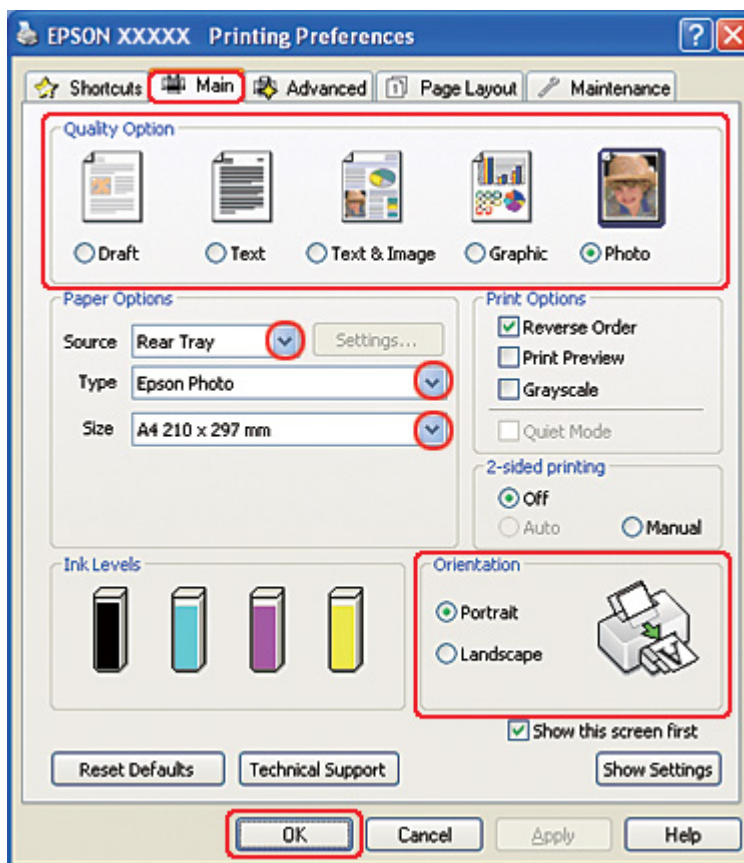 EPSON XXXXX Printing Preferences
Shortcuts Main Advanced 1 Page Layout Maintenance
Quality Option
Draft Text Text & Image Graphic Photo
Paper Options
Source Rear Tray Settings...
Type Epson Photo
Size A4 210 x 297 mm
Print Options
Reverse Order
Print Preview
Grayscale
Quiet Mode
2-sided printing
Off
Auto Manual
Ink Levels
Orientation
Portrait
Landscape
A
Show this screen first
Reset Defaults Technical Support Show Settings
OK Cancel Apply Help